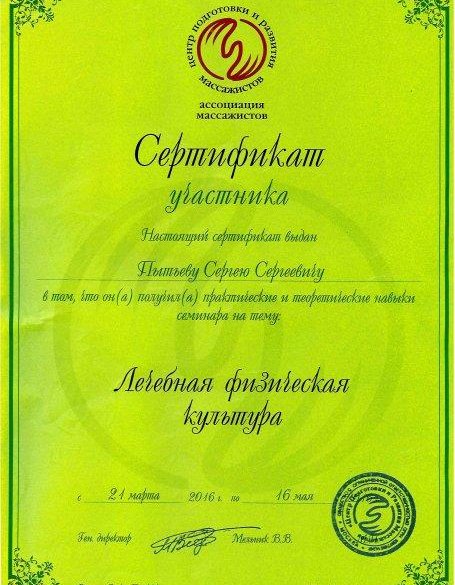 центр подготовки и развития массажистов
ассоциация
массажистов
Сертификат
участника
Настоящий сертификат выдан
Пытьеву Сергею Сергеевичу
в том, что он(а) получил(а) практические и теоретические навыки
семинара на тему:
Лечебная физическая
культура
с 21 марта 2016 г. по 16 мая
Ген. директор Мельник В.В.